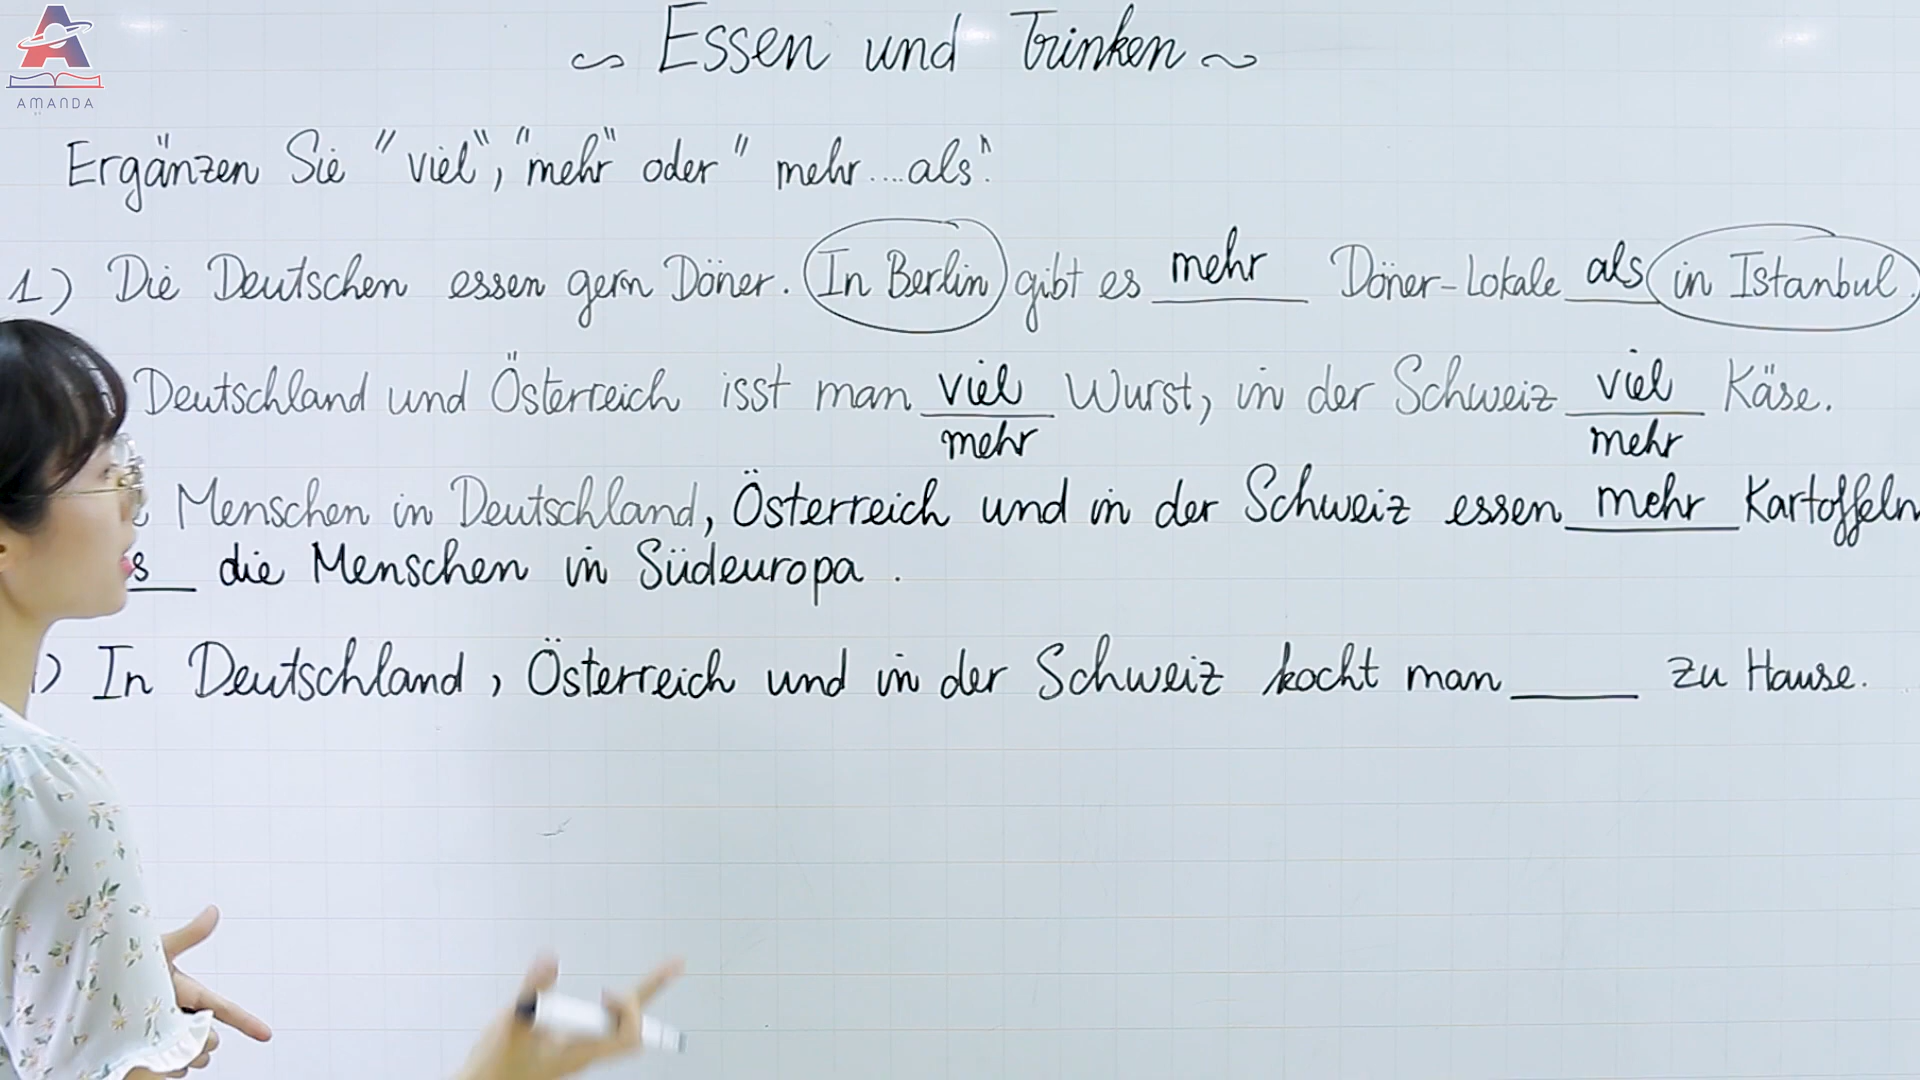 AMANDA
~ Essen und Trinken ~
Ergänzen Sie "viel", "mehr" oder "mehr....als".
1) Die Deutschen essen gern Döner. In Berlin gibt es mehr Döner-Lokale als in Istanbul.
Deutschland und Österreich isst man viel Wurst, in der Schweiz viel Käse.
mehr mehr
Menschen in Deutschland, Österreich und in der Schweiz essen mehr Kartoffeln
s die Menschen in Südeuropa.
) In Deutschland, Österreich und in der Schweiz kocht man ____ zu Hause.